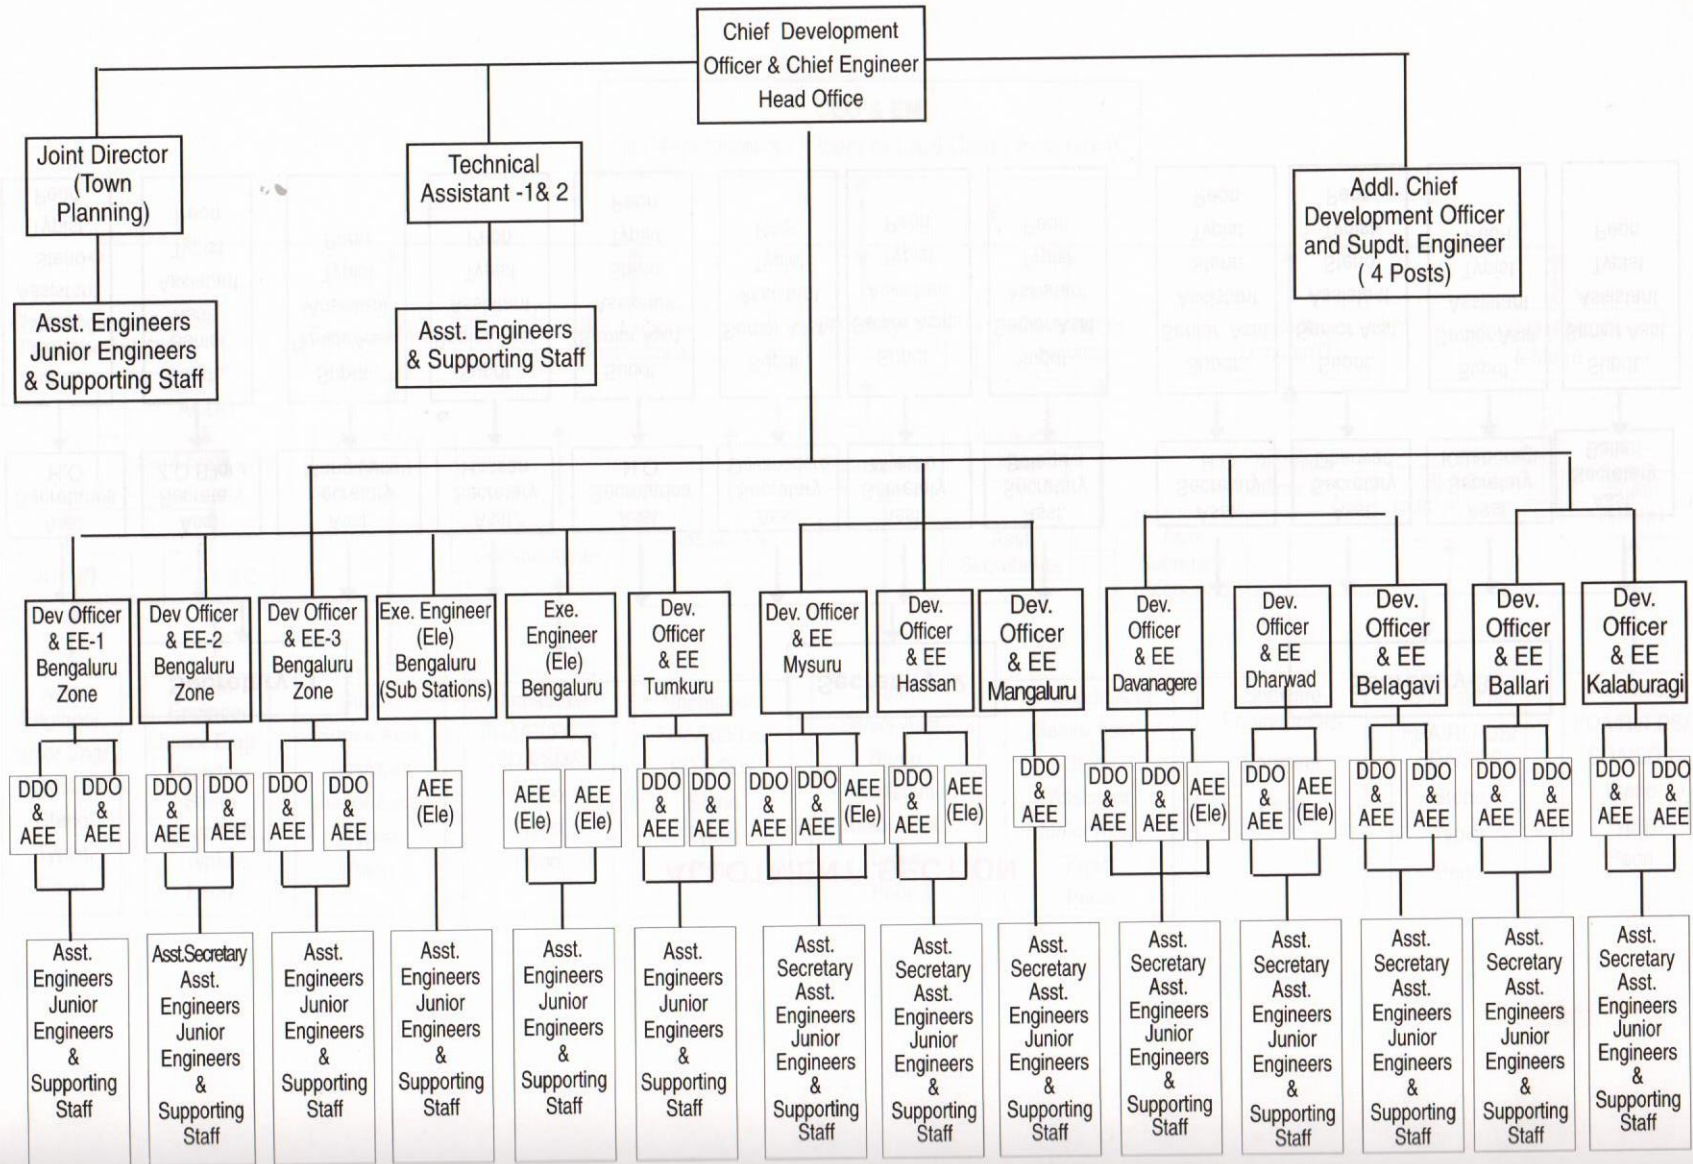 Chief Development
Officer & Chief Engineer
Head Office
Joint Director
(Town
Planning)
Technical
Assistant -1& 2
Addl. Chief
Development Officer
and Supdt. Engineer
( 4 Posts)
Asst. Engineers
Junior Engineers
& Supporting Staff
Asst. Engineers
& Supporting Staff
Dev Officer
& EE-1
Bengaluru
Zone
Dev Officer
& EE-2
Bengaluru
Zone
Dev Officer
& EE-3
Bengaluru
Zone
Exe. Engineer
(Ele)
Bengaluru
(Sub Stations)
Exe.
Engineer
(Ele)
Bengaluru
Dev.
Officer
& EE
Tumkuru
Dev. Officer
& EE
Mysuru
Dev.
Officer
& EE
Hassan
Dev.
Officer
& EE
Mangaluru
Dev.
Officer
& EE
Davanagere
Dev.
Officer
& EE
Dharwad
Dev.
Officer
& EE
Belagavi
Dev.
Officer
& EE
Ballari
Dev.
Officer
& EE
Kalaburagi
DDO
&
AEE
DDO
&
AEE
DDO
&
AEE
DDO
&
AEE
DDO
&
AEE
DDO
&
AEE
AEE
(Ele)
AEE
(Ele)
AEE
(Ele)
DDO
&
AEE
DDO
&
AEE
DDO
&
AEE
DDO
&
AEE
AEE
(Ele)
DDO
&
AEE
AEE
(Ele)
DDO
&
AEE
DDO
&
AEE
DDO
&
AEE
AEE
(Ele)
DDO
&
AEE
AEE
(Ele)
DDO
&
AEE
DDO
&
AEE
DDO
&
AEE
DDO
&
AEE
DDO
&
AEE
DDO
&
AEE
Asst.
Engineers
Junior
Engineers
&
Supporting
Staff
Asst.Secretary
Asst.
Engineers
Junior
Engineers
&
Supporting
Staff
Asst.
Engineers
Junior
Engineers
&
Supporting
Staff
Asst.
Engineers
Junior
Engineers
&
Supporting
Staff
Asst.
Engineers
Junior
Engineers
&
Supporting
Staff
Asst.
Engineers
Junior
Engineers
&
Supporting
Staff
Asst.
Secretary
Asst.
Engineers
Junior
Engineers
&
Supporting
Staff
Asst.
Secretary
Asst.
Engineers
Junior
Engineers
&
Supporting
Staff
Asst.
Secretary
Asst.
Engineers
Junior
Engineers
&
Supporting
Staff
Asst.
Secretary
Asst.
Engineers
Junior
Engineers
&
Supporting
Staff
Asst.
Secretary
Asst.
Engineers
Junior
Engineers
&
Supporting
Staff
Asst.
Secretary
Asst.
Engineers
Junior
Engineers
&
Supporting
Staff
Asst.
Secretary
Asst.
Engineers
Junior
Engineers
&
Supporting
Staff
Asst.
Secretary
Asst.
Engineers
Junior
Engineers
&
Supporting
Staff